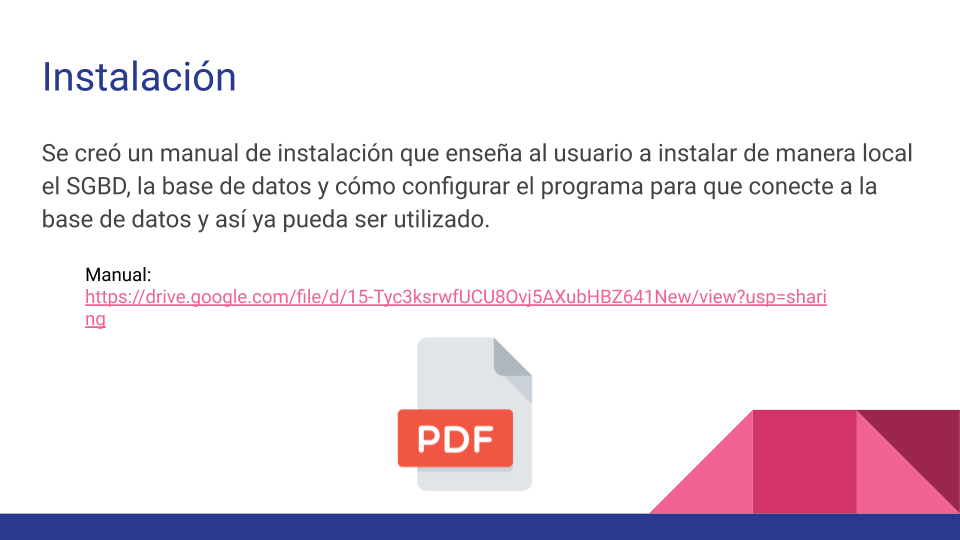 Instalación
Se creó un manual de instalación que enseña al usuario a instalar de manera local
el SGBD, la base de datos y cómo configurar el programa para que conecte a la
base de datos y así ya pueda ser utilizado.
Manual:
https://drive.google.com/file/d/15-Tyc3ksrwfUCU8Ovj5AXubHBZ641New/view?usp=shari
ng
PDF